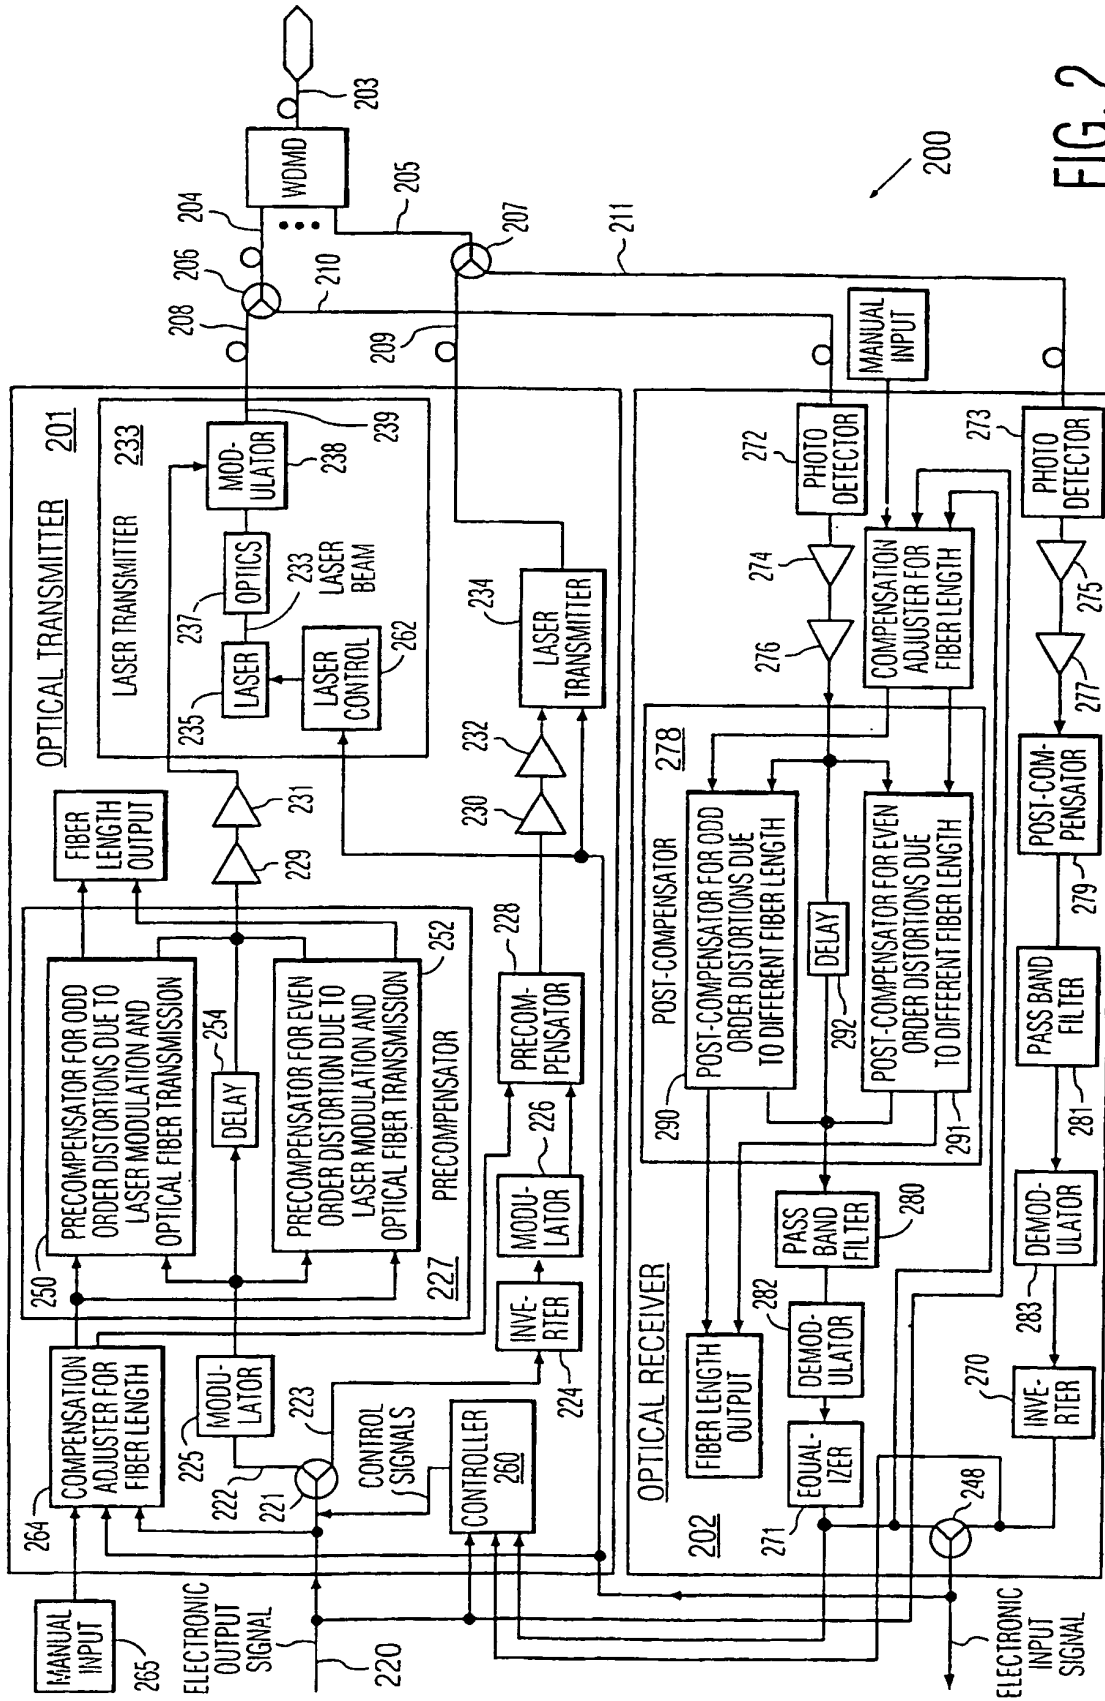 MANUAL INPUT
265
ELECTRONIC
OUTPUT
SIGNAL
220
264
COMPENSATION
ADJUSTER FOR
FIBER LENGTH
225
MODU-
LATOR
222
221
223
CONTROL
SIGNALS
CONTROLLER
260
INVE-
RTER
224
MODU-
LATOR
226
PRECOM-
PENSATOR
228
250
PRECOMPENSATOR FOR ODD
ORDER DISTORTIONS DUE TO
LASER MODULATION AND
OPTICAL FIBER TRANSMISSION
254
DELAY
PRECOMPENSATOR FOR EVEN
ORDER DISTORTION DUE TO
LASER MODULATION AND
OPTICAL FIBER TRANSMISSION
252
227
PRECOMPENSATOR
FIBER
LENGTH
OUTPUT
229
231
230
232
OPTICAL TRANSMITTER
201
LASER TRANSMITTER
233
235
LASER
237
OPTICS
233
LASER
BEAM
LASER
CONTROL
262
MOD-
ULATOR
238
239
234
LASER
TRANSMITTER
208
206
204
210
209
207
205
211
WDMD
203
200
OPTICAL RECEIVER
202
ELECTRONIC
INPUT
SIGNAL
248
271
EQUAL-
IZER
282
DEMOD-
ULATOR
PASS
BAND
FILTER
280
FIBER LENGTH
OUTPUT
POST-COMPENSATOR
278
290
POST-COMPENSATOR FOR ODD
ORDER DISTORTIONS DUE
TO DIFFERENT FIBER LENGTH
DELAY
292
POST-COMPENSATOR FOR EVEN
ORDER DISTORTIONS DUE
TO DIFFERENT FIBER LENGTH
291
276
274
272
PHOTO
DETECTOR
MANUAL
INPUT
COMPENSATION
ADJUSTER FOR
FIBER LENGTH
273
PHOTO
DETECTOR
275
277
POST-COM-
PENSATOR
279
PASS BAND
FILTER
281
DEMOD-
ULATOR
283
270
INVE-
RTER
FIG. 2